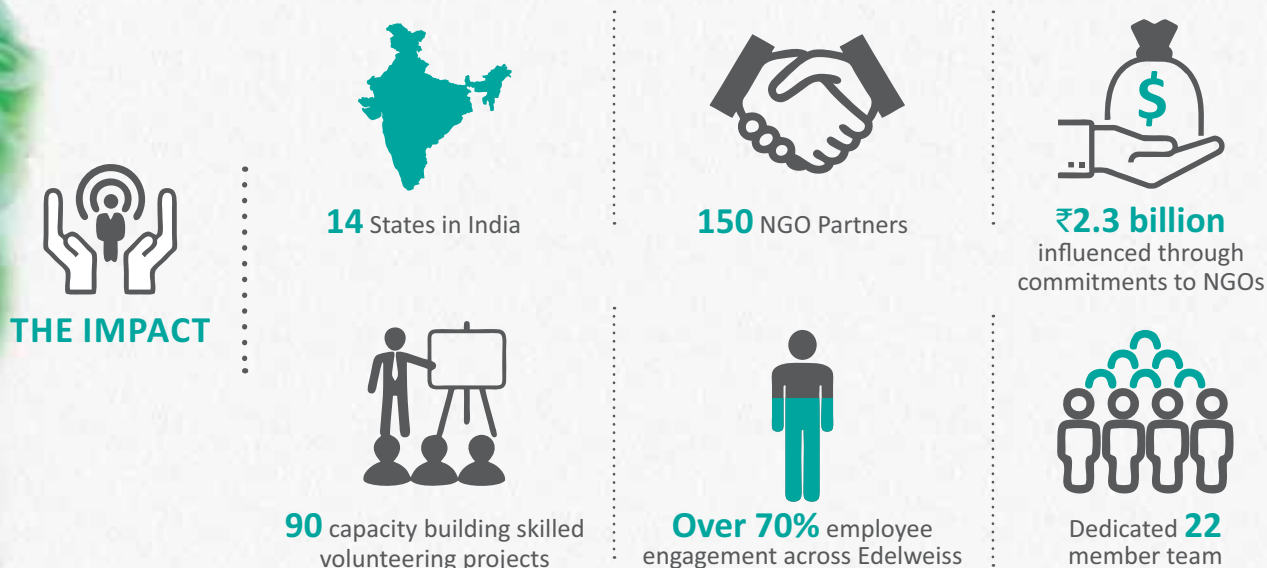 THE IMPACT
14 States in India
150 NGO Partners
$
₹2.3 billion
influenced through
commitments to NGOs
90 capacity building skilled
volunteering projects
Over 70% employee
engagement across Edelweiss
Dedicated 22
member team